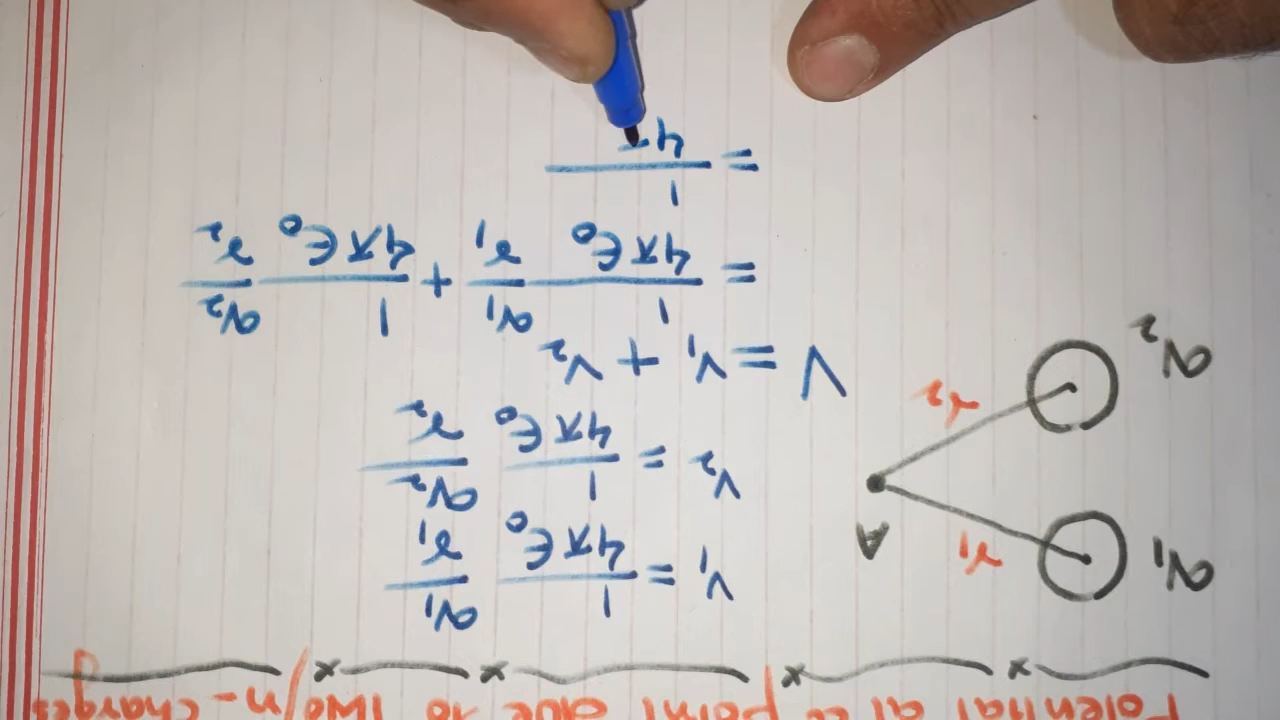 Potential at a point due to two/n-charges
q₁
r₁
A
r₂
q₂
V₁ = 1/4πε₀ q₁/r₁
V₂ = 1/4πε₀ q₂/r₂
V = V₁ + V₂
= 1/4πε₀ q₁/r₁ + 1/4πε₀ q₂/r₂
= 1/4